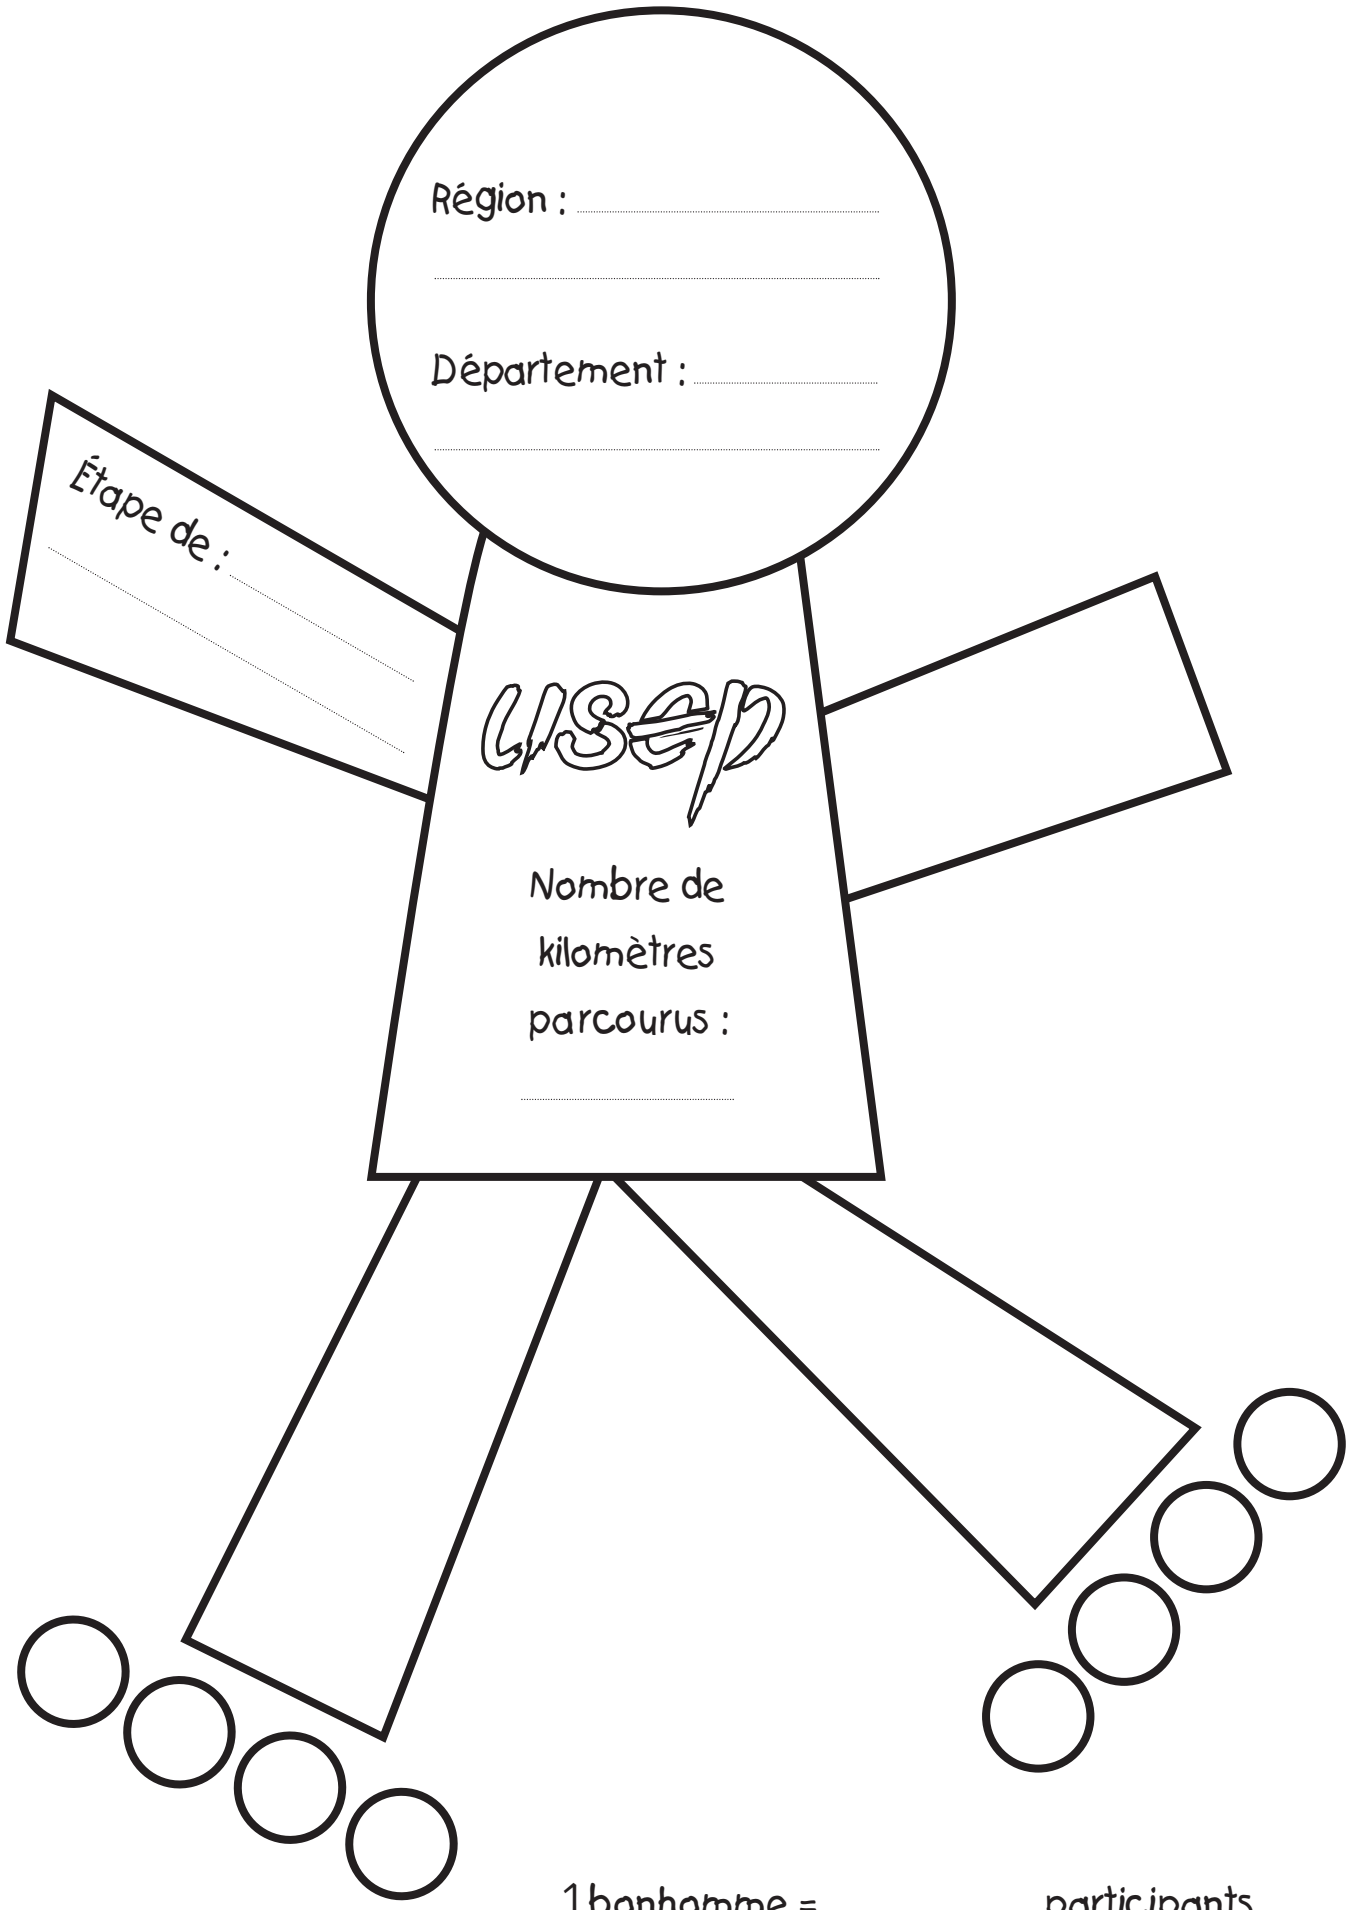 Région :
Département :
Étape de :
usep
Nombre de
kilomètres
parcourus :
1 bonhomme = participants